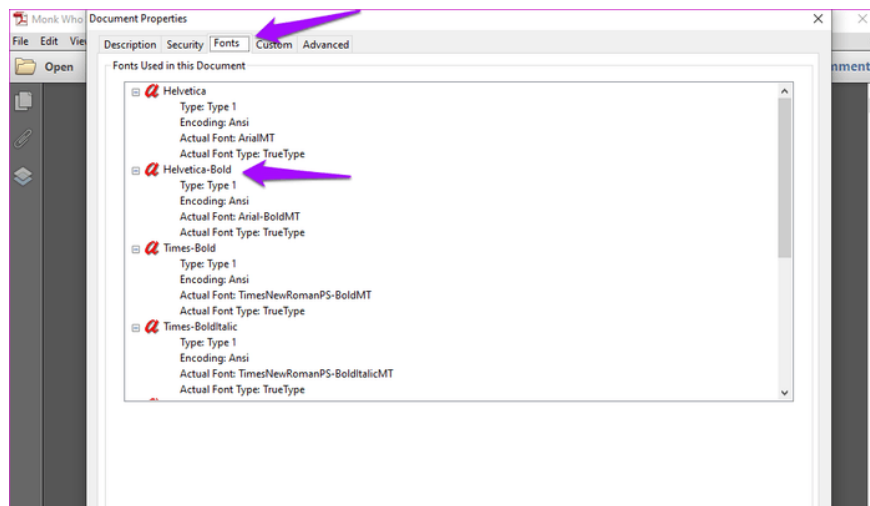 Monk Who
Document Properties
File Edit Vie
Description Security Fonts Custom Advanced
Open
Fonts Used in this Document
mment
Helvetica
Type: Type 1
Encoding: Ansi
Actual Font: ArialMT
Actual Font Type: TrueType
Helvetica-Bold
Type: Type 1
Encoding: Ansi
Actual Font: Arial-BoldMT
Actual Font Type: TrueType
Times-Bold
Type: Type 1
Encoding: Ansi
Actual Font: TimesNewRomanPS-BoldMT
Actual Font Type: TrueType
Times-BoldItalic
Type: Type 1
Encoding: Ansi
Actual Font: TimesNewRomanPS-BoldItalicMT
Actual Font Type: TrueType